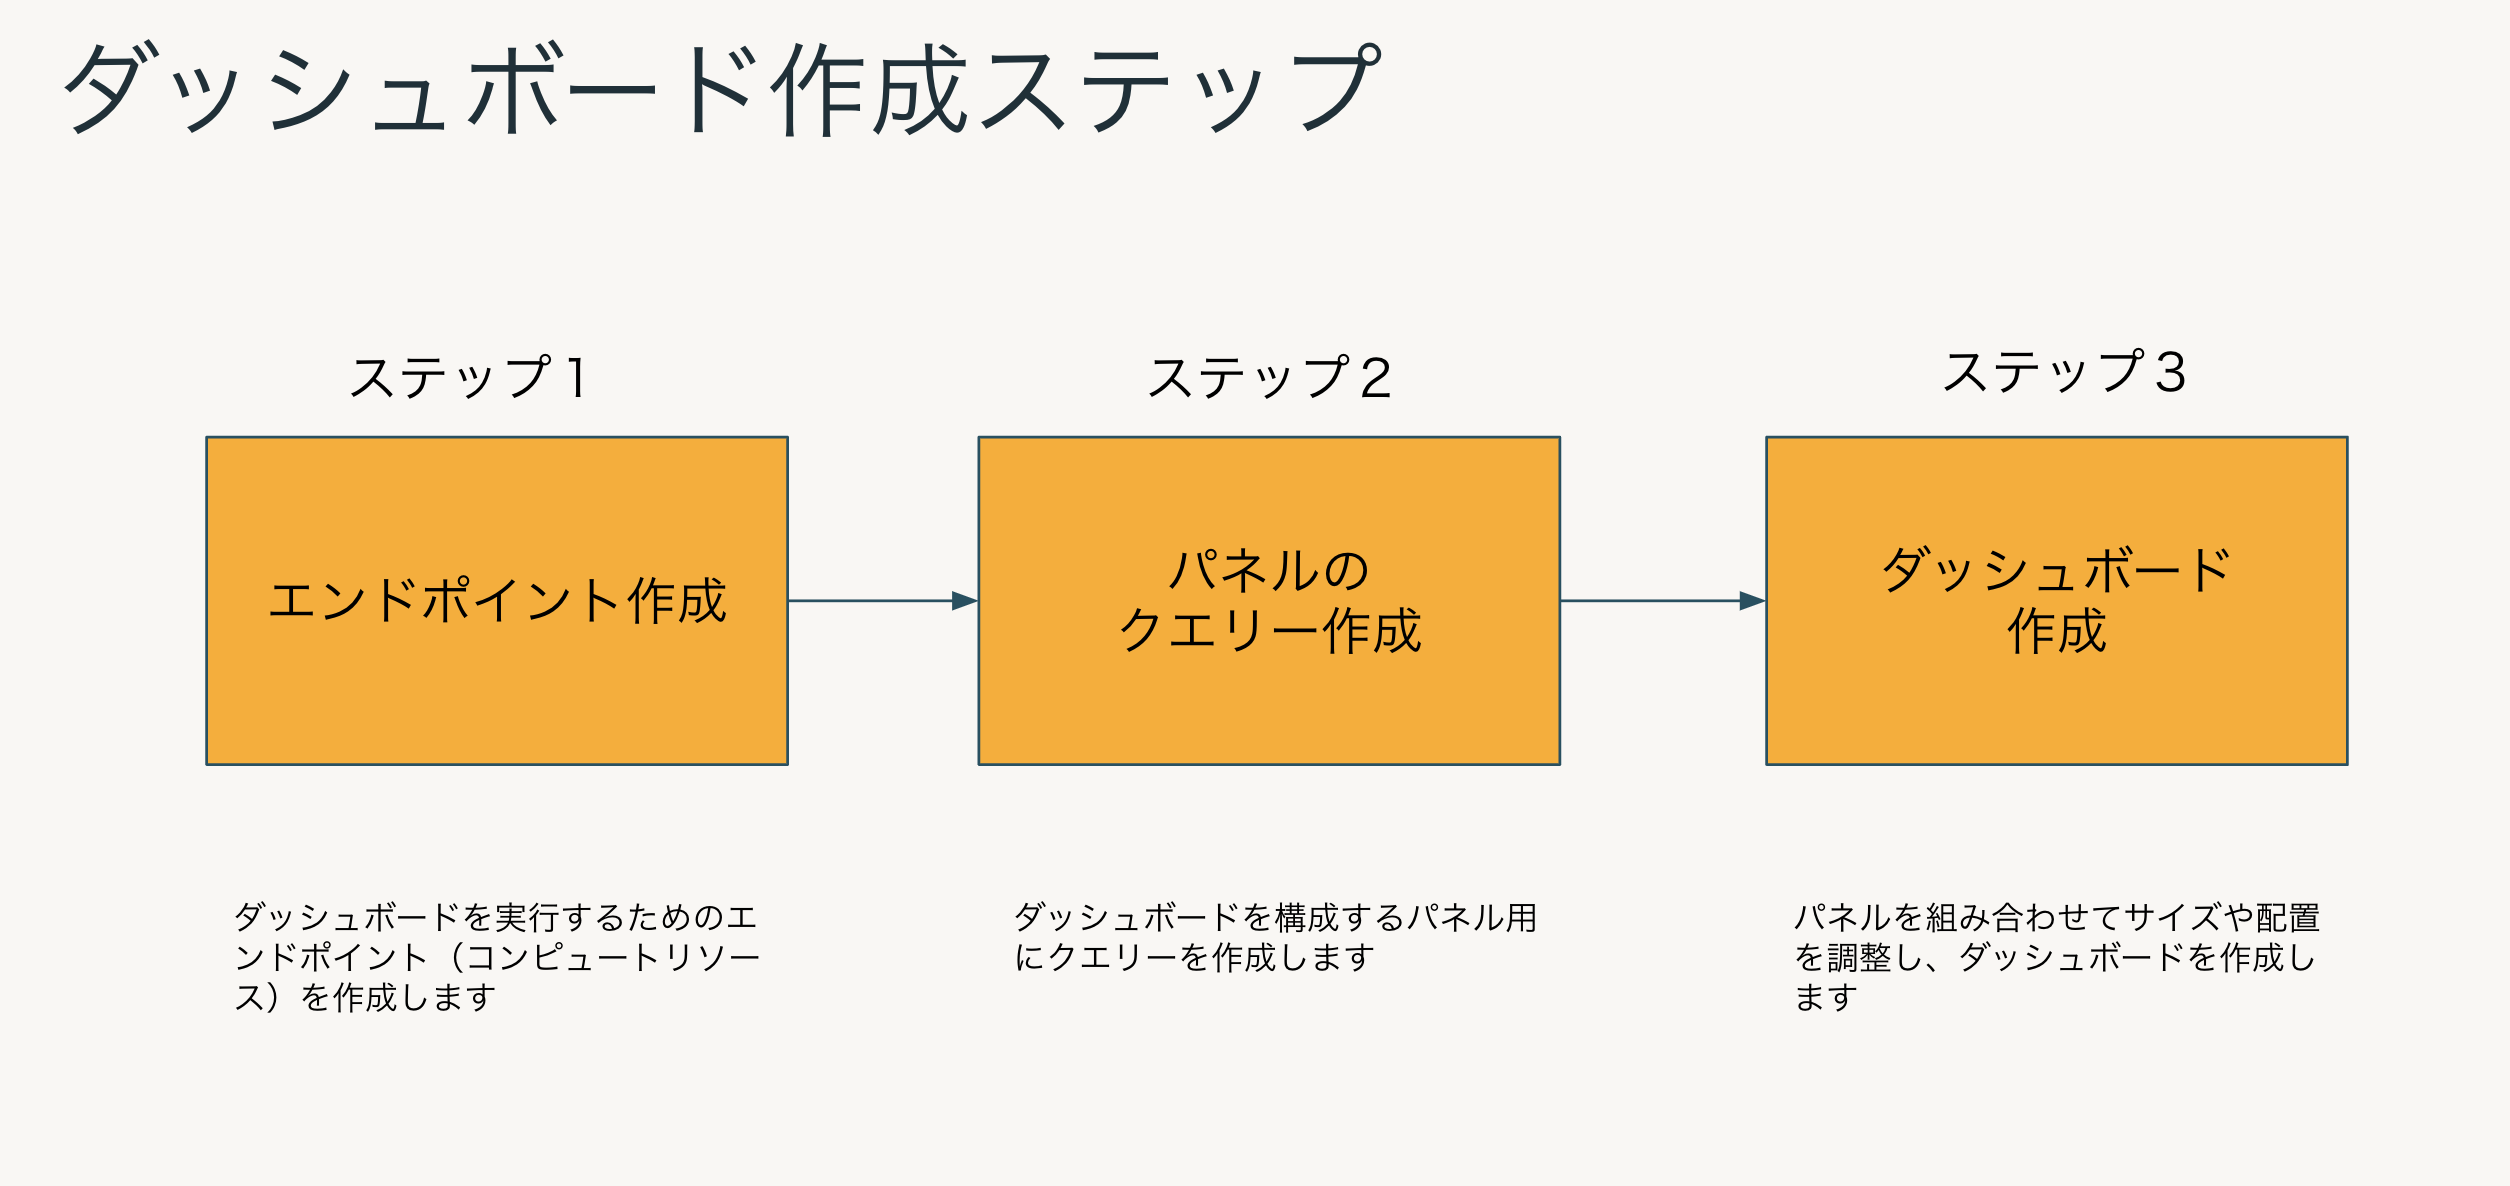 ダッシュボード作成ステップ
ステップ1
エンドポイント作成
ダッシュボードを実行するためのエ
ンドポイント（コンピュートリソー
ス）を作成します
ステップ2
パネルの
クエリー作成
ダッシュボードを構成するパネル用
にクエリーを作成します
ステップ3
ダッシュボード
作成
パネルを組み合わせてサイズや配置
を調整し、ダッシュボードを作成し
ます